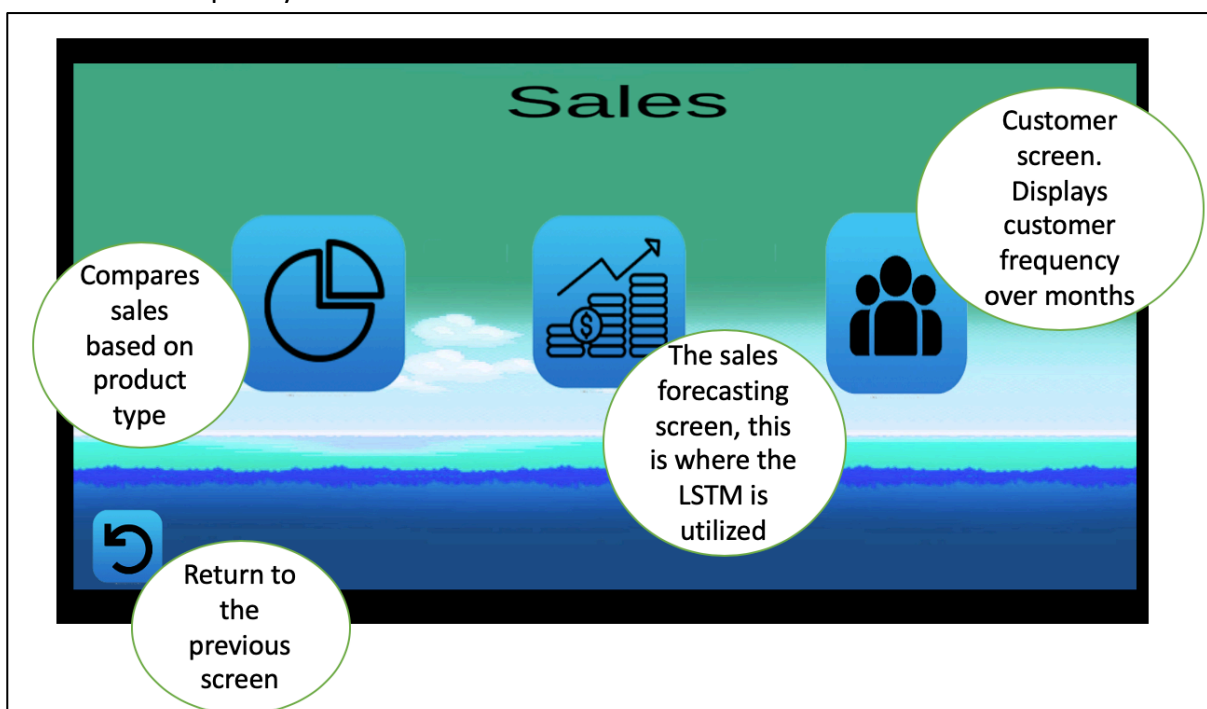 Sales
Customer
screen.
Displays
customer
frequency
over months
Compares
sales
based on
product
type
The sales
forecasting
screen, this
is where the
LSTM is
utilized
$
Return to
the
previous
screen